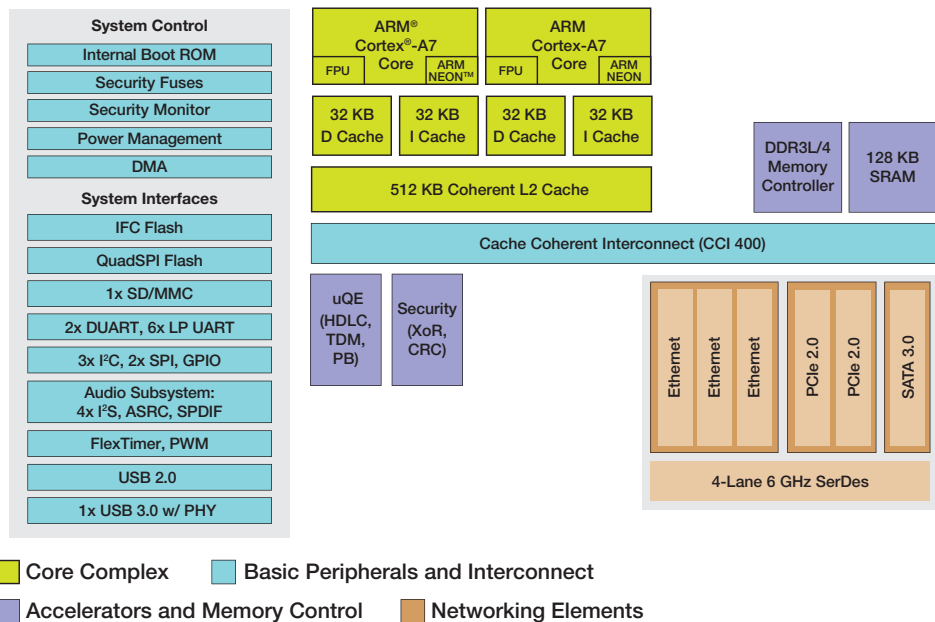 System Control
Internal Boot ROM
Security Fuses
Security Monitor
Power Management
DMA
System Interfaces
IFC Flash
QuadSPI Flash
1x SD/MMC
2x DUART, 6x LP UART
3x I²C, 2x SPI, GPIO
Audio Subsystem:
4x I²S, ASRC, SPDIF
FlexTimer, PWM
USB 2.0
1x USB 3.0 w/ PHY
ARM®
Cortex®-A7
Core
FPU
ARM
NEON™
ARM
Cortex-A7
Core
FPU
ARM
NEON
32 KB
D Cache
32 KB
I Cache
32 KB
D Cache
32 KB
I Cache
512 KB Coherent L2 Cache
DDR3L/4
Memory
Controller
128 KB
SRAM
Cache Coherent Interconnect (CCI 400)
uQE
(HDLC,
TDM,
PB)
Security
(XoR,
CRC)
Ethernet
Ethernet
Ethernet
PCIe 2.0
PCIe 2.0
SATA 3.0
4-Lane 6 GHz SerDes
Core Complex
Basic Peripherals and Interconnect
Accelerators and Memory Control
Networking Elements